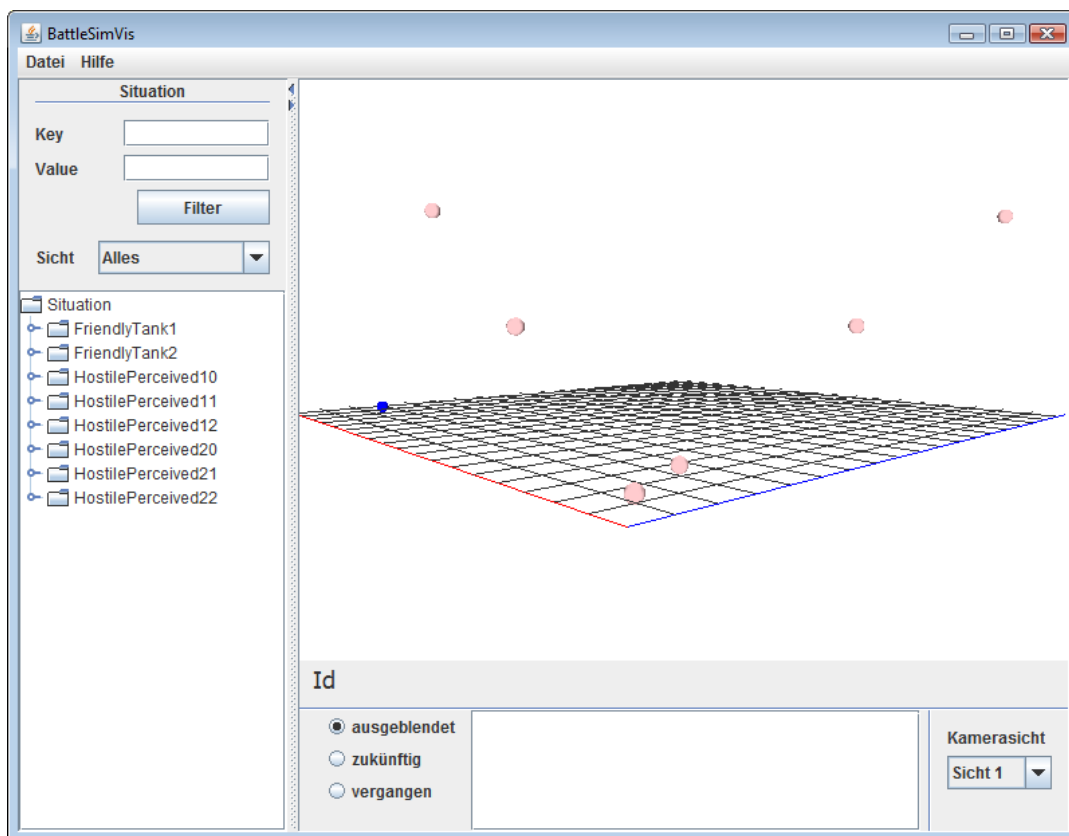 BattleSimVis
Datei Hilfe
Situation
Key
Value
Filter
Sicht Alles
Situation
FriendlyTank1
FriendlyTank2
HostilePerceived10
HostilePerceived11
HostilePerceived12
HostilePerceived20
HostilePerceived21
HostilePerceived22
Id
ausgeblendet
zukünftig
vergangen
Kamerasicht
Sicht 1